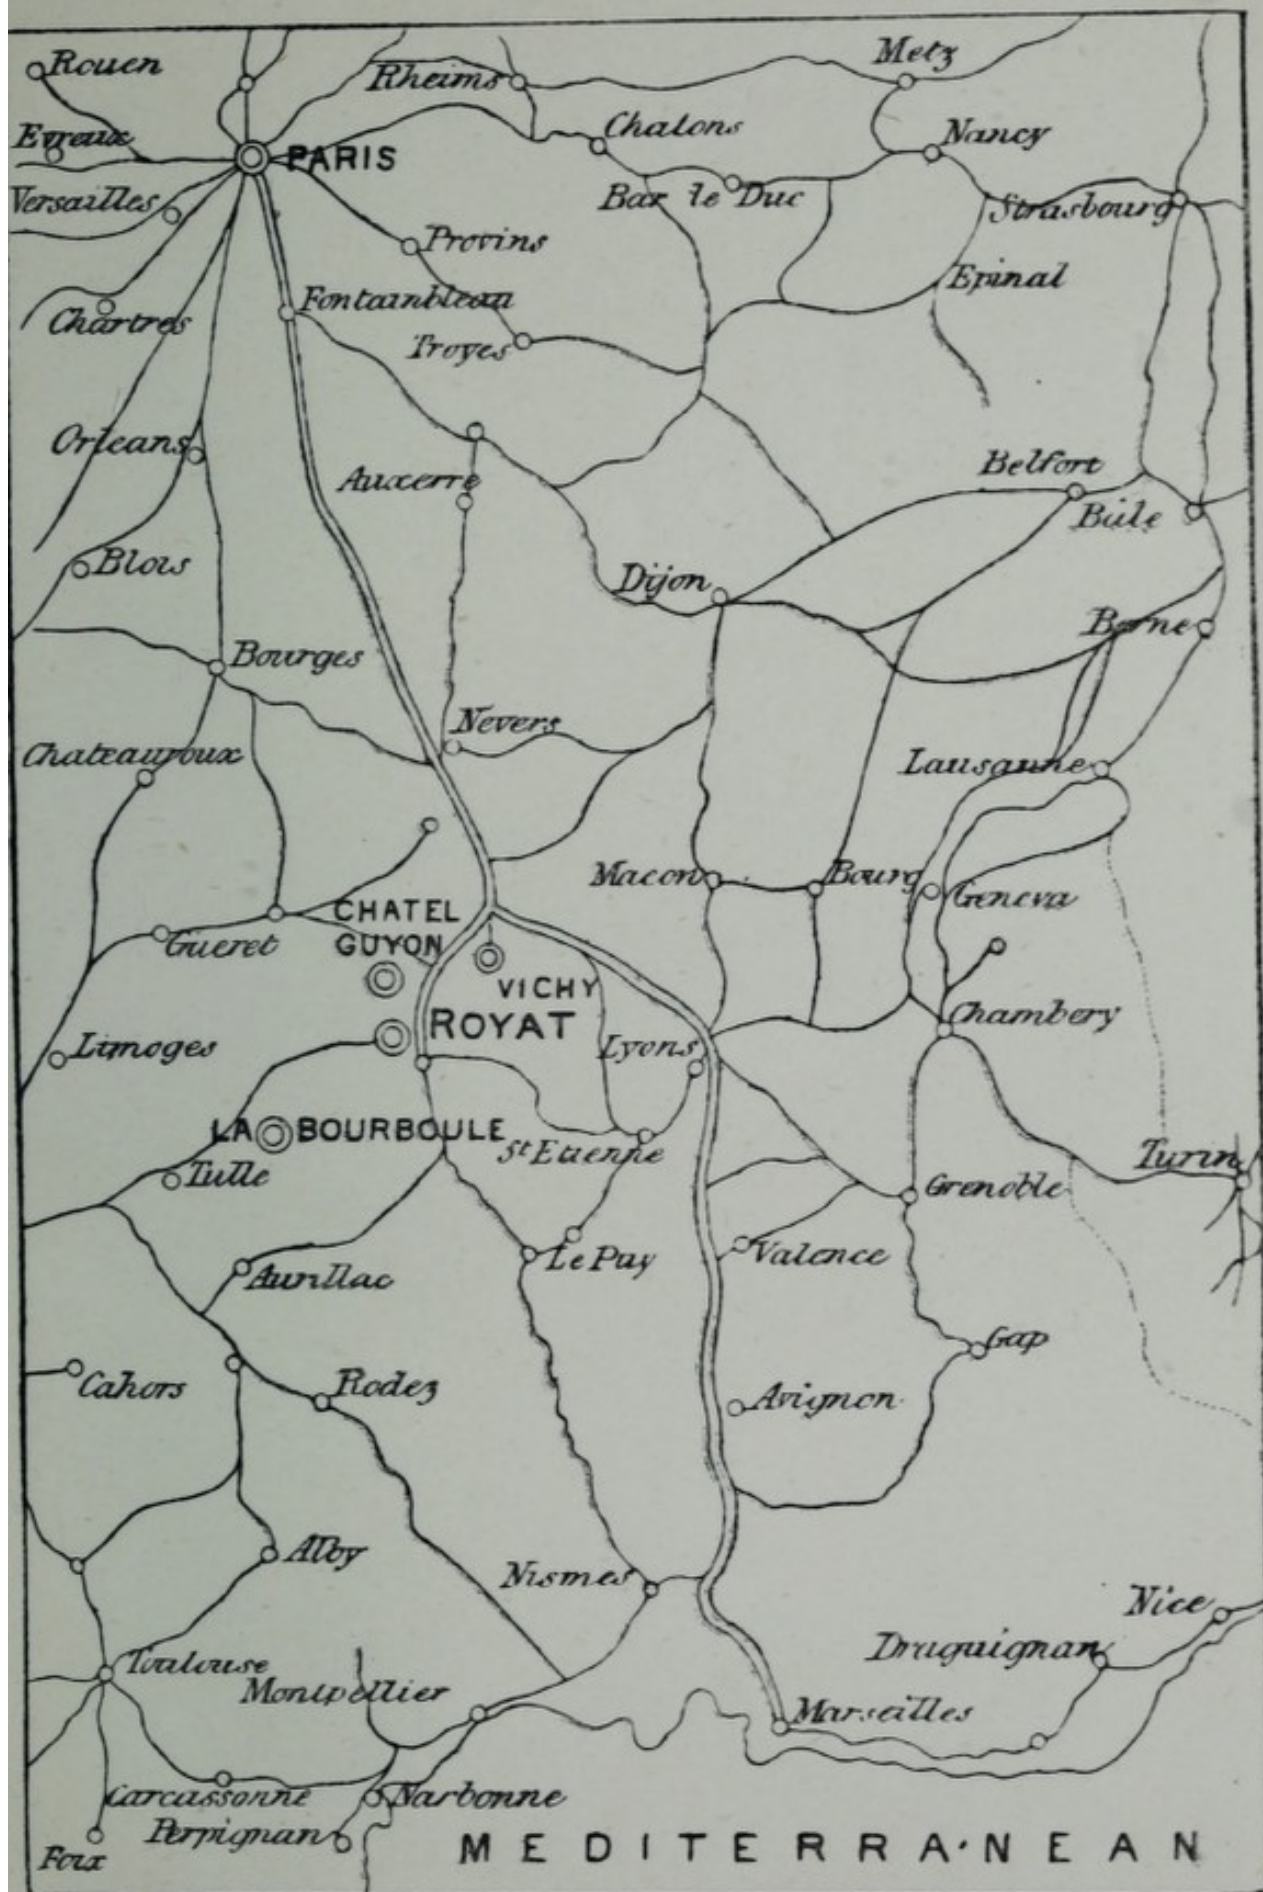 Rouen
Rheims
Metz
Evreux
PARIS
Chalons
Nancy
Versailles
Bar le Duc
Strasbourg
Provins
Epinal
Chartres
Fontainbleau
Troyes
Orleans
Auxerre
Belfort
Bâle
Blois
Dijon
Berne
Bourges
Nevers
Chateauroux
Lausanne
Macon
Bourg
Geneva
CHATEL
GUYON
Gueret
VICHY
ROYAT
Chambery
Limoges
Lyons
LA BOURBOULE
St Etienne
Turin
Tulle
Grenoble
Le Puy
Valence
Aurillac
Gap
Cahors
Rodez
Avignon
Alby
Nismes
Nice
Draguignan
Toulouse
Montpellier
Marseilles
Carcassonne
Narbonne
Perpignan
Foix
MEDITERRANEAN